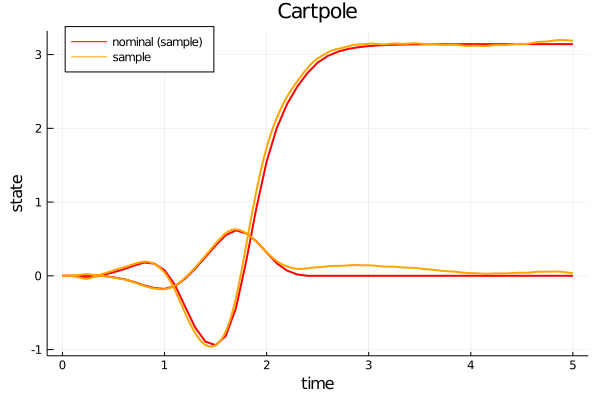 Cartpole
nominal (sample)
sample
state
3
2
1
0
-1
0 1 2 3 4 5
time